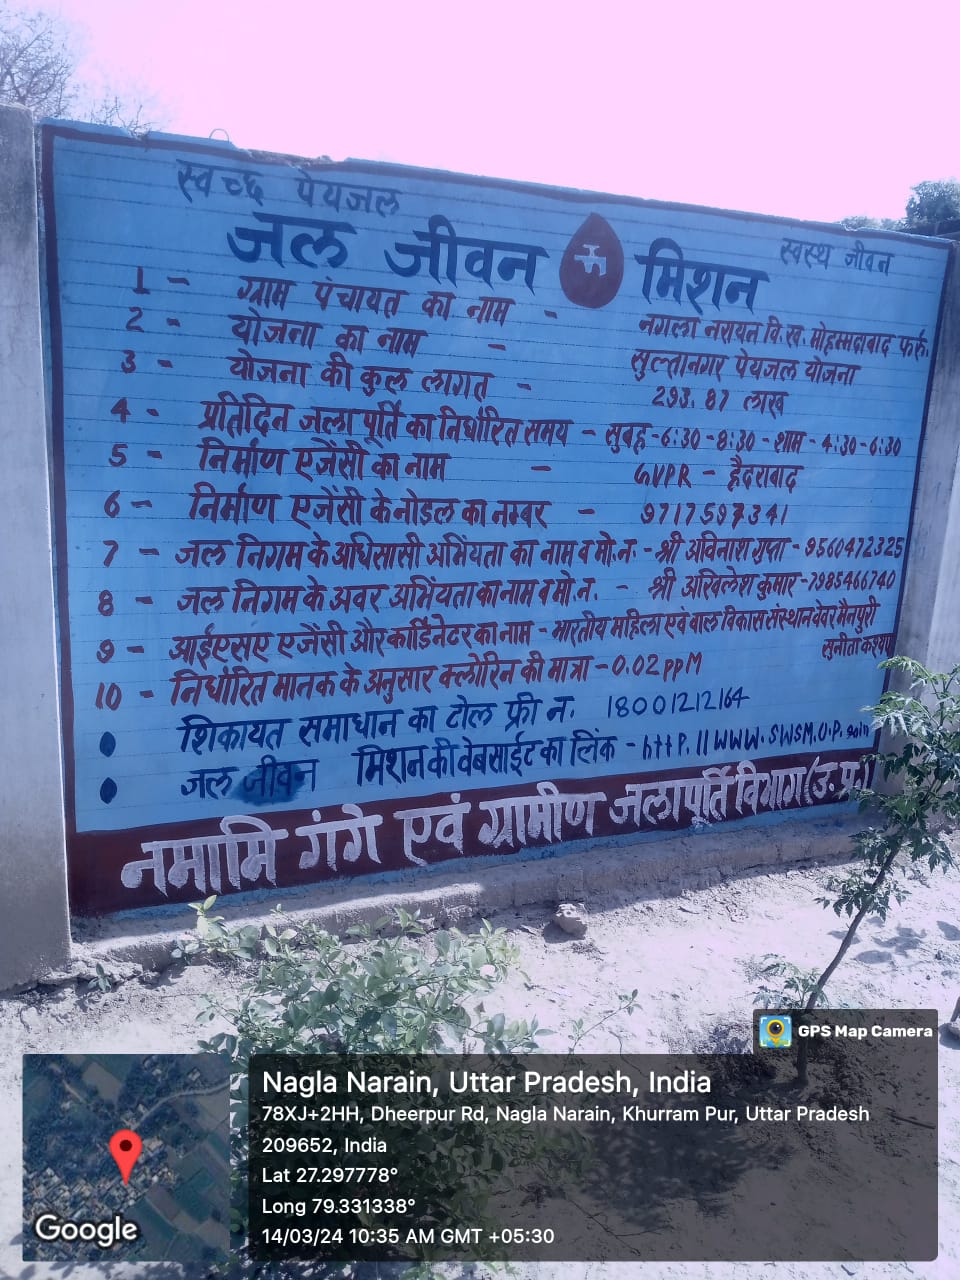 स्वच्छ पेयजल
जल जीवन मिशन
स्वस्थ जीवन
1 - ग्राम पंचायत का नाम - नगला नरायन वि.ख. मोहम्मदाबाद फर्रु.
2 - योजना का नाम - सुल्तानगर पेयजल योजना
3 - योजना की कुल लागत - 293.87 लाख
4 - प्रतिदिन जलापूर्ति का निर्धारित समय - सुबह-6:30-8:30-शाम-4:30-6:30
5 - निर्माण एजेंसी का नाम - GVPR - हैदराबाद
6 - निर्माण एजेंसी के नोडल का नम्बर - 9717597341
7 - जल निगम के अधिसासी अभिंयता का नाम व मो.न. - श्री अविनाश गुप्ता - 9560472325
8 - जल निगम के अवर अभिंयता का नाम व मो.न. - श्री अखिलेश कुमार-7985466740
9 - आईएसए एजेंसी और कार्डिनेटर का नाम - भारतीय महिला एवं बाल विकास संस्थान वेवर मैनपुरी
सुनीता कश्यप
10 - निर्धारित मानक के अनुसार क्लोरिन की मात्रा - 0.02 ppM
शिकायत समाधान का टोल फ्री न. 18001212164
जल जीवन मिशन की वेबसाईट का लिंक - http.//www.swsm.U.P.goin
नमामि गंगे एवं ग्रामीण जलापूर्ति विभाग (उ.प्र.)
GPS Map Camera
Nagla Narain, Uttar Pradesh, India
78XJ+2HH, Dheerpur Rd, Nagla Narain, Khurram Pur, Uttar Pradesh
209652, India
Lat 27.297778°
Long 79.331338°
14/03/24 10:35 AM GMT +05:30
Google